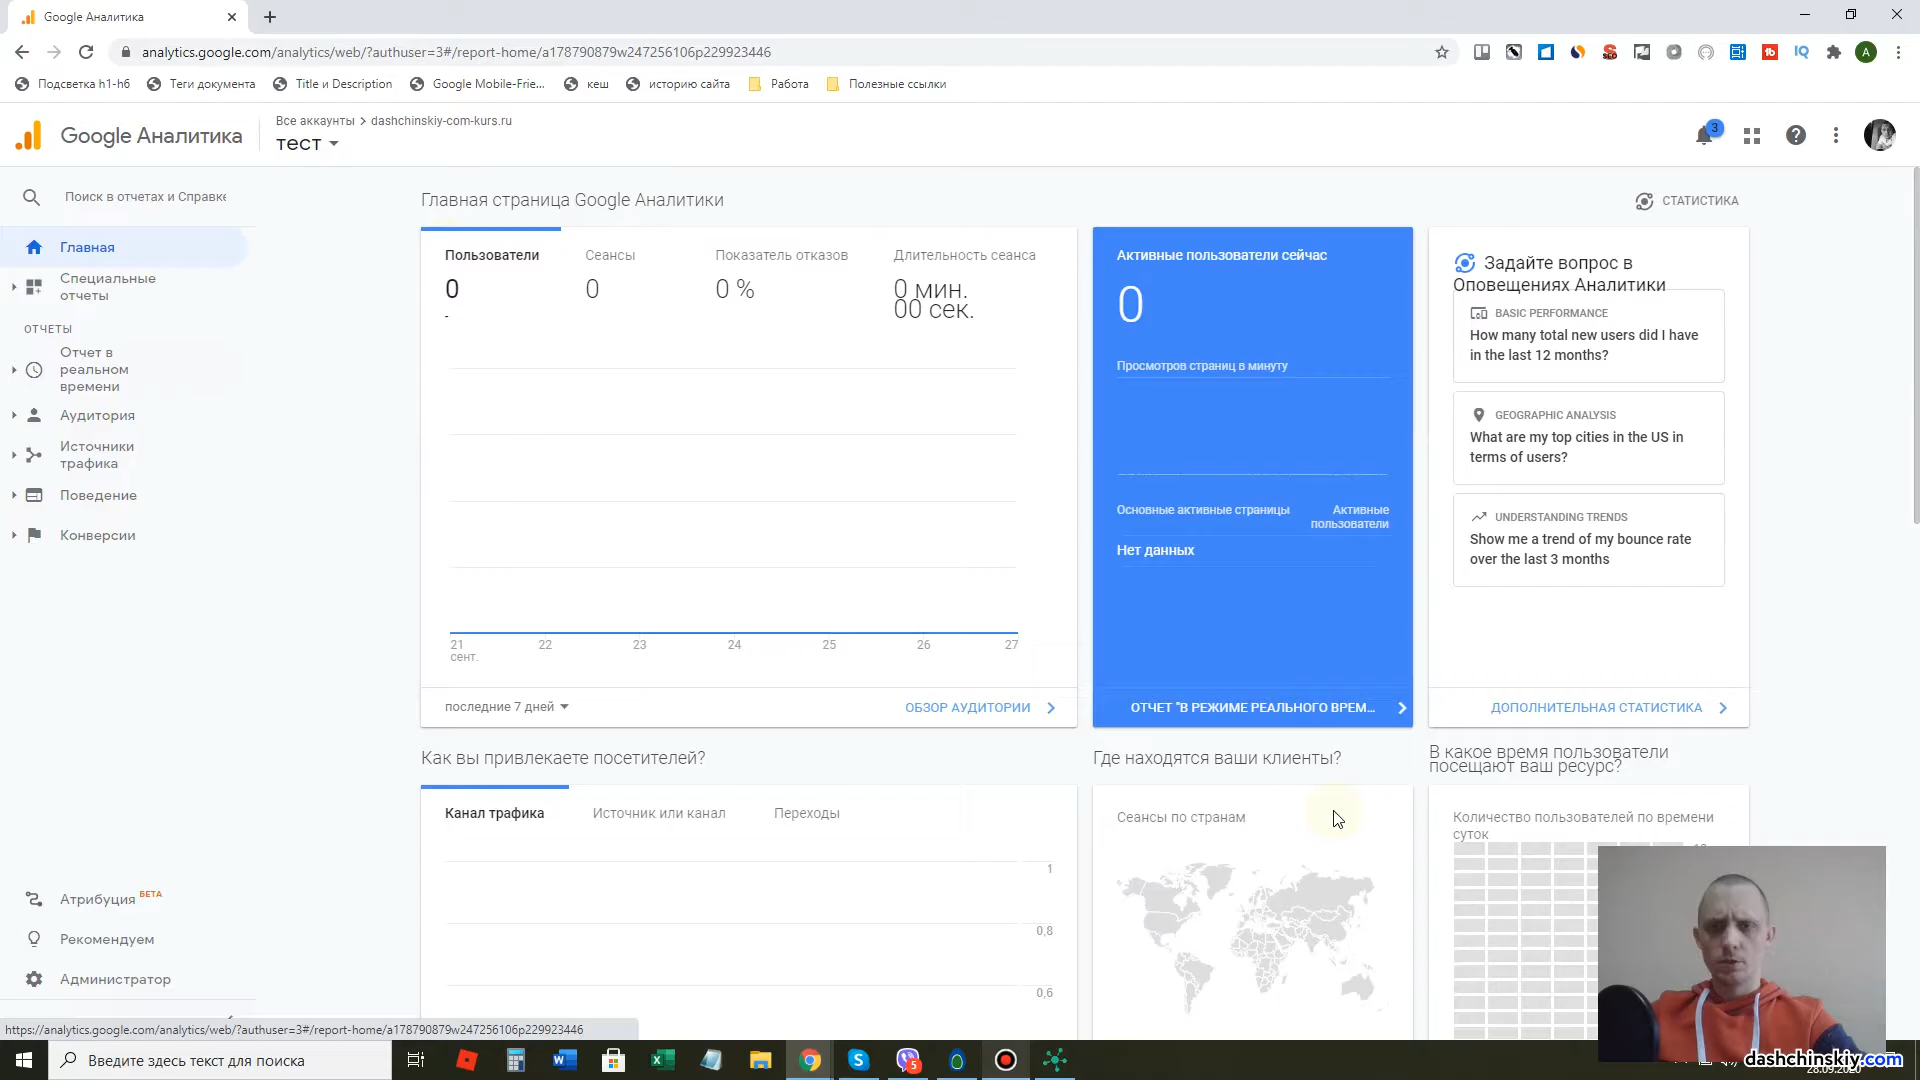 Google Аналитика
analytics.google.com/analytics/web/?authuser=3#/report-home/a178790879w247256106p229923446
Подсветка h1-h6
Теги документа
Title и Description
Google Mobile-Frie...
кеш
историю сайта
Работа
Полезные ссылки
Google Аналитика
Все аккаунты > dashchinskiy-com-kurs.ru
тест
3
Поиск в отчетах и Справке
Главная
Специальные
отчеты
ОТЧЕТЫ
Отчет в
реальном
времени
Аудитория
Источники
трафика
Поведение
Конверсии
Атрибуция BETA
Рекомендуем
Администратор
Главная страница Google Аналитики
СТАТИСТИКА
Пользователи
0
-
Сеансы
0
Показатель отказов
0 %
Длительность сеанса
0 мин.
00 сек.
21
сент.
22
23
24
25
26
27
последние 7 дней
ОБЗОР АУДИТОРИИ
Активные пользователи сейчас
0
Просмотров страниц в минуту
Основные активные страницы
Активные
пользователи
Нет данных
ОТЧЕТ "В РЕЖИМЕ РЕАЛЬНОГО ВРЕМ...
Задайте вопрос в
Оповещениях Аналитики
BASIC PERFORMANCE
How many total new users did I have
in the last 12 months?
GEOGRAPHIC ANALYSIS
What are my top cities in the US in
terms of users?
UNDERSTANDING TRENDS
Show me a trend of my bounce rate
over the last 3 months
ДОПОЛНИТЕЛЬНАЯ СТАТИСТИКА
Как вы привлекаете посетителей?
Канал трафика
Источник или канал
Переходы
1
0,8
0,6
Где находятся ваши клиенты?
Сеансы по странам
В какое время пользователи
посещают ваш ресурс?
Количество пользователей по времени
суток
https://analytics.google.com/analytics/web/?authuser=3#/report-home/a178790879w247256106p229923446
Введите здесь текст для поиска
5
dashchinskiy.com
28.09.2020